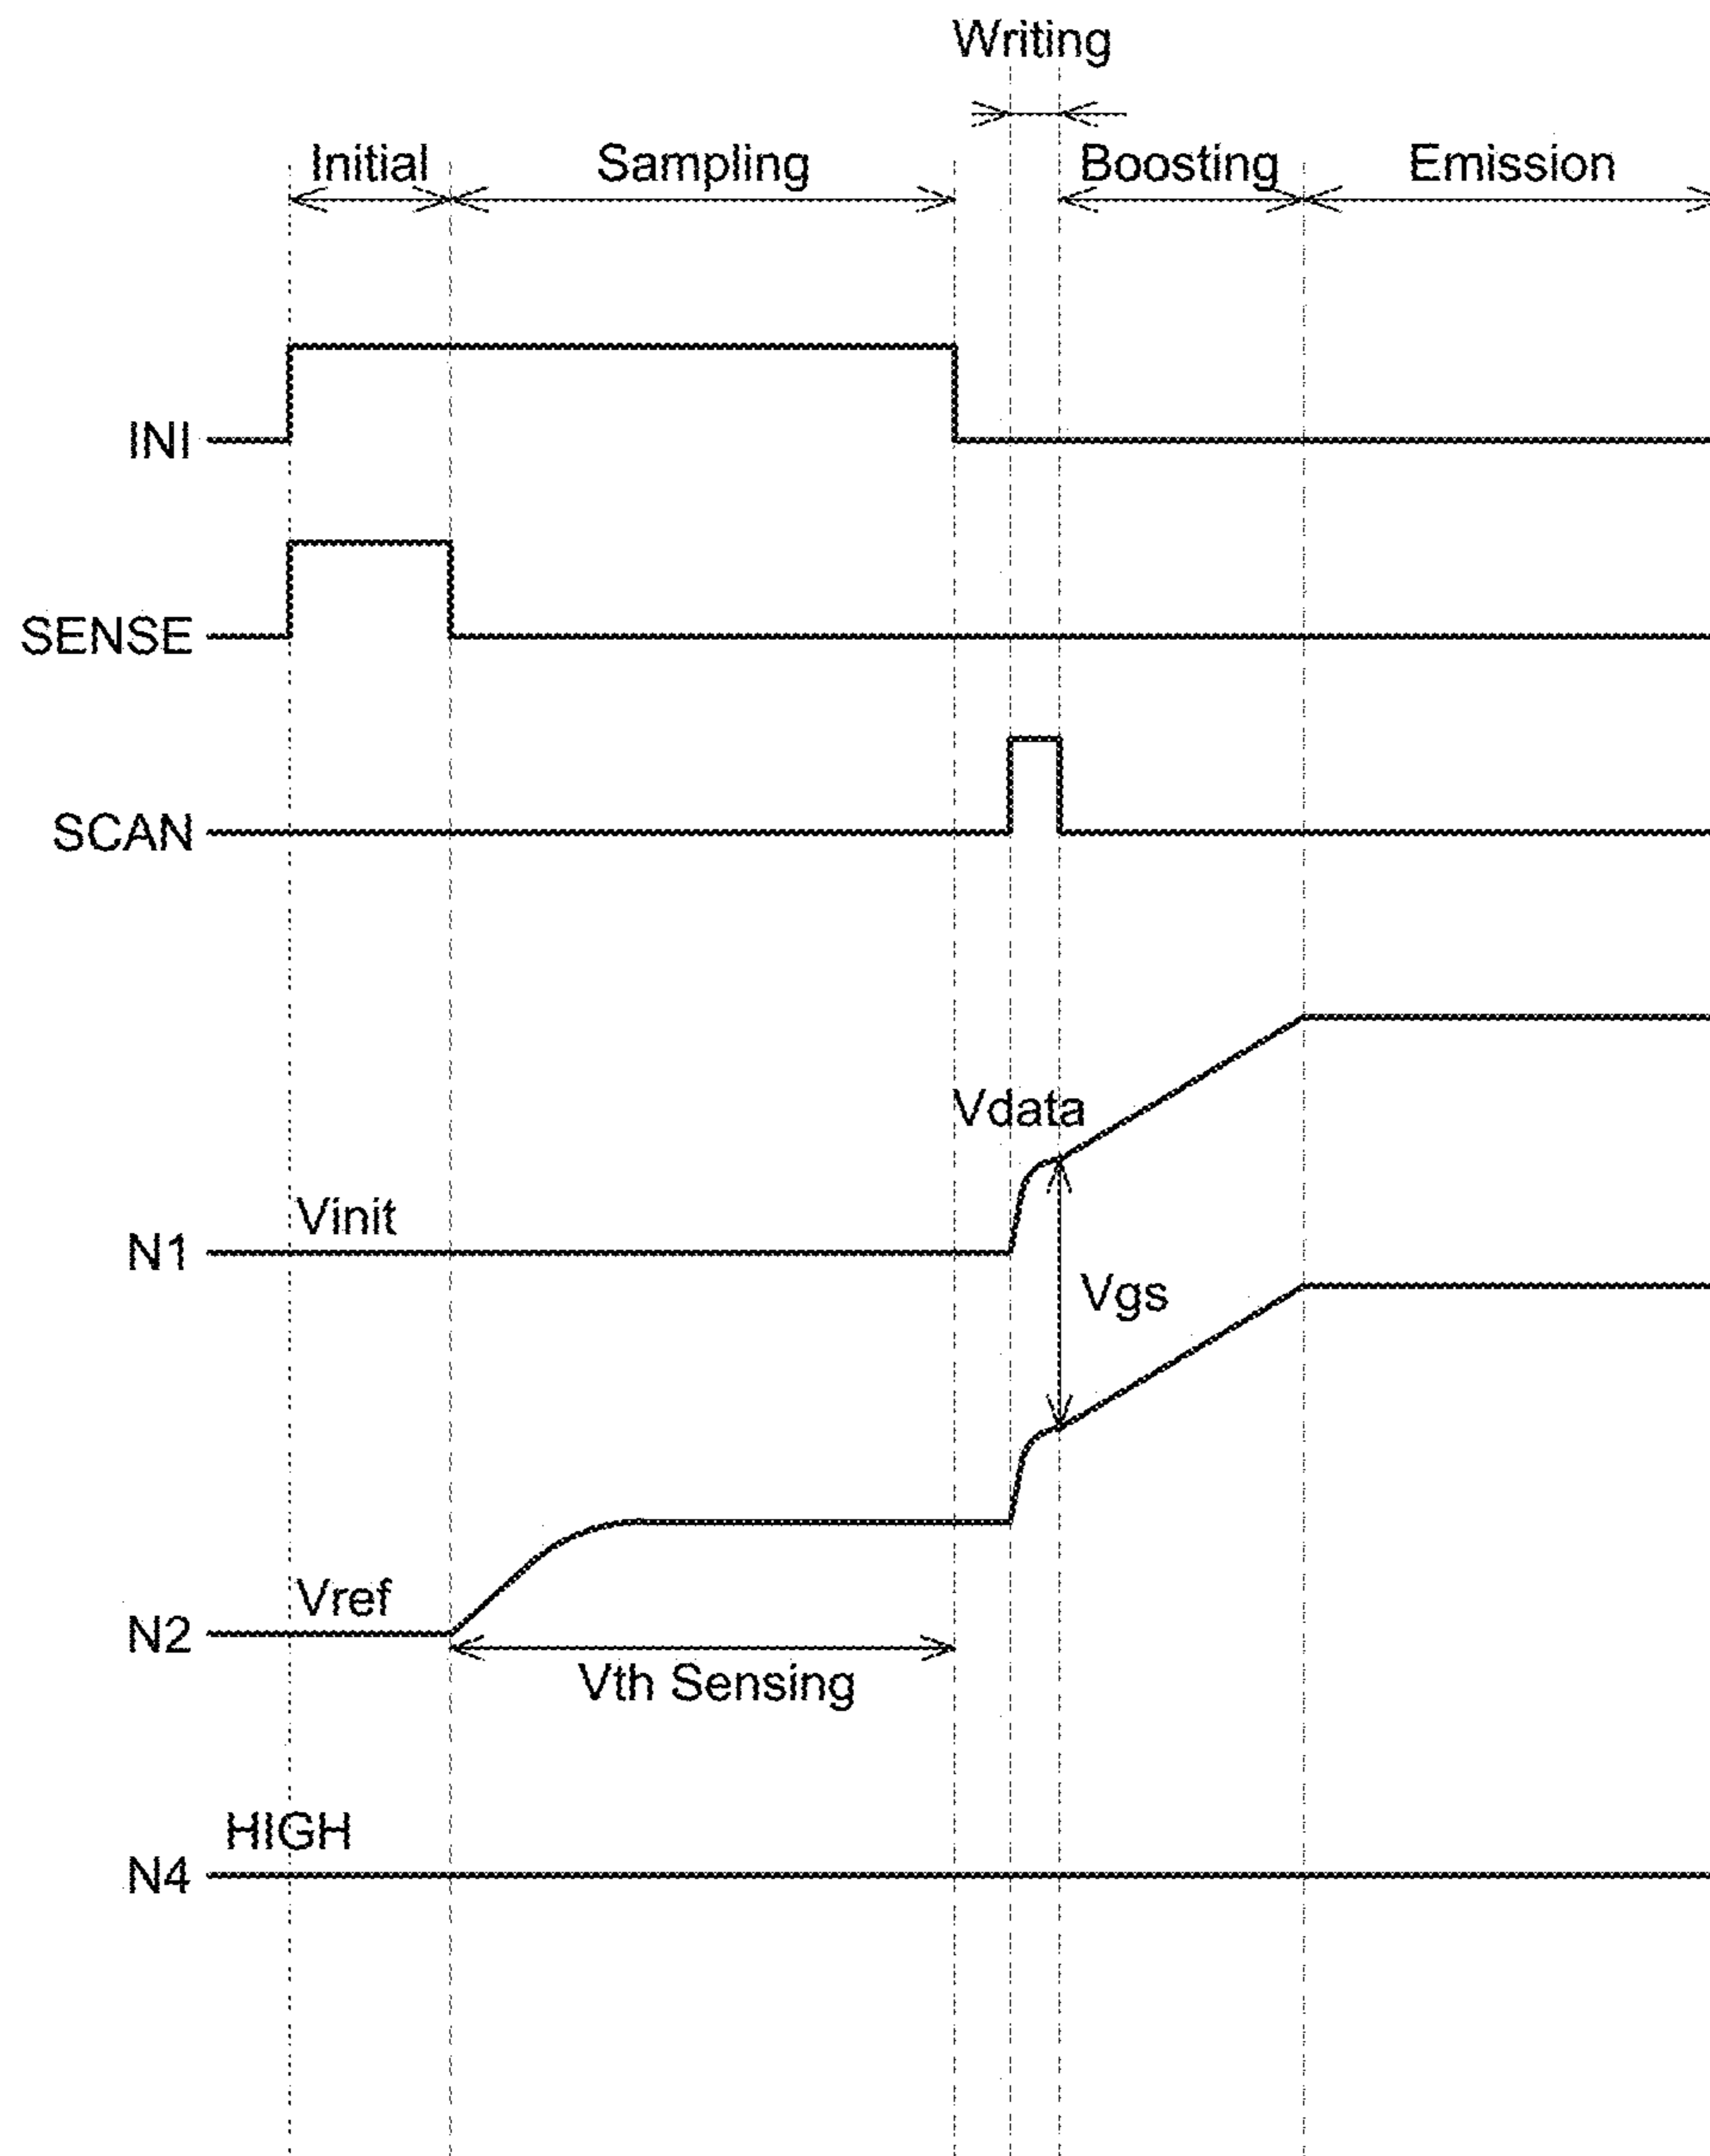 Writing
Initial Sampling Boosting Emission
INI
SENSE
SCAN
Vdata
Vinit
N1
Vgs
Vref
N2
Vth Sensing
HIGH
N4